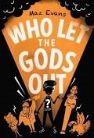 Maz Evans
WHO LET
THE GODS
OUT
?